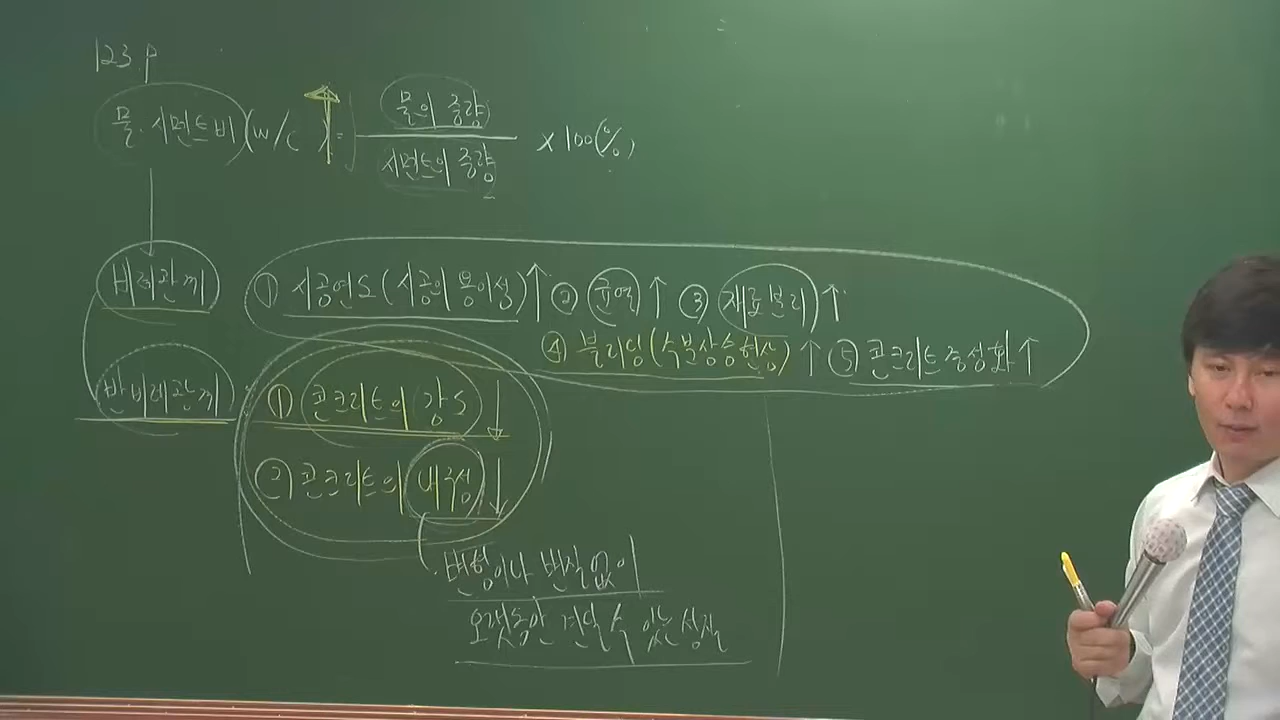 123.p
물·시멘트비(w/c)↑ = 물의 중량 / 시멘트의 중량 × 100(%)
비례관계 ① 시공연도(시공의 용이성)↑ ② 균열↑ ③ 재료분리↑
④ 블리딩(수분상승현상)↑ ⑤ 콘크리트 중성화↑
반비례관계 ① 콘크리트의 강도↓
② 콘크리트의 내구성↓
변형이나 변질없이
오랫동안 견딜 수 있는 성질